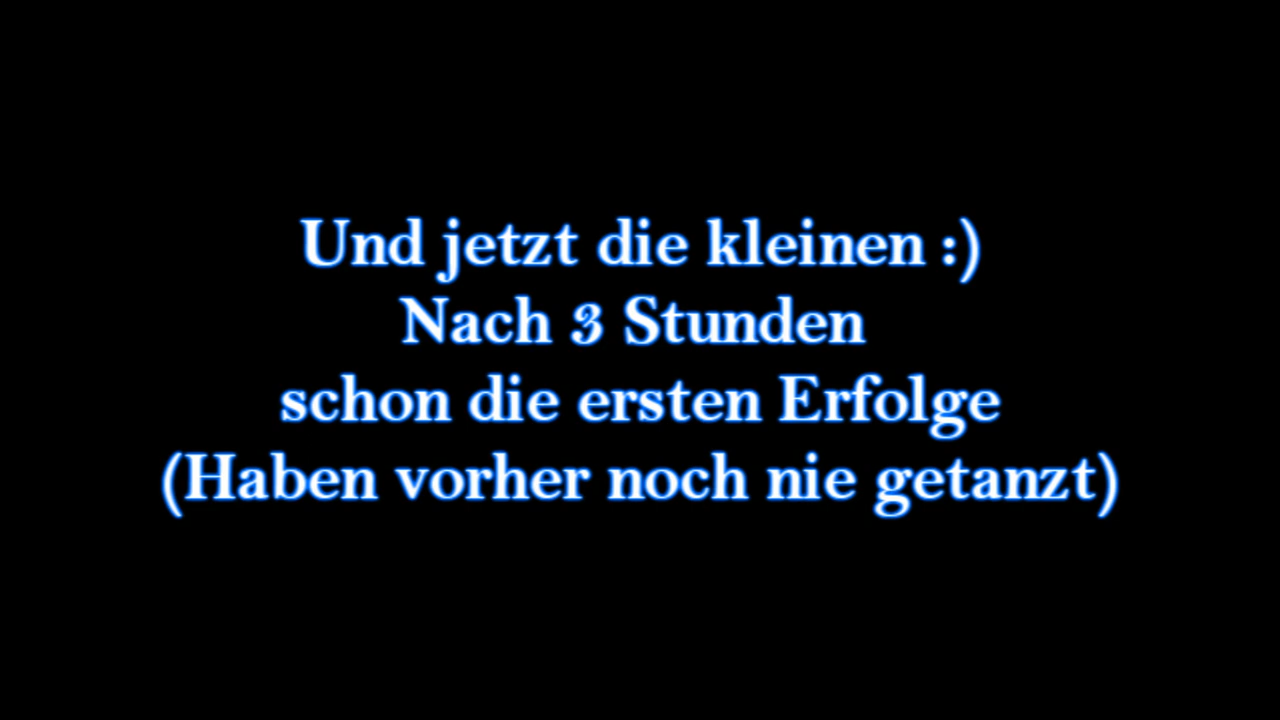 Und jetzt die kleinen :)
Nach 3 Stunden
schon die ersten Erfolge
(Haben vorher noch nie getanzt)